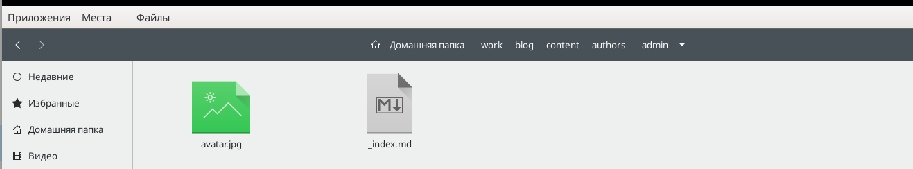 Приложения Места Файлы
Домашняя папка work blog content authors admin
Недавние
Избранные
Домашняя папка
Видео
avatar.jpg
M
_index.md